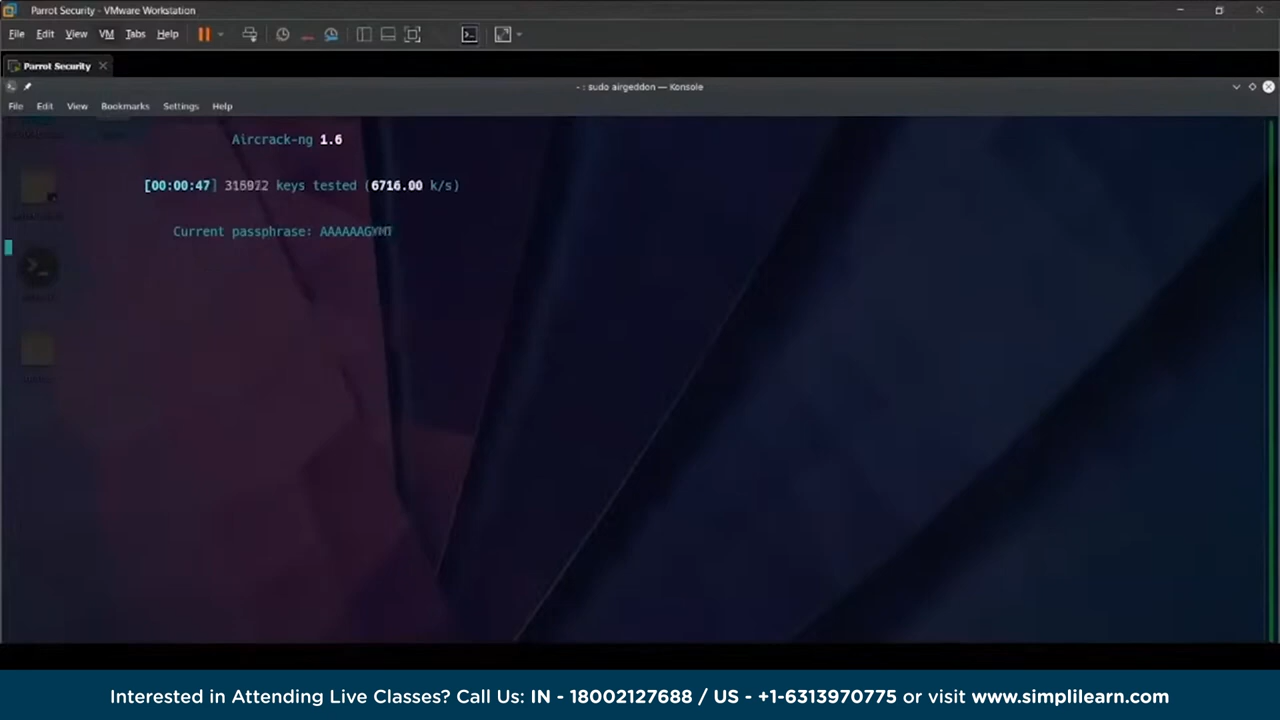 Parrot Security - VMware Workstation
File Edit View VM Tabs Help
Parrot Security
- : sudo airgeddon — Konsole
File Edit View Bookmarks Settings Help
Aircrack-ng 1.6
[00:00:47] keys tested (6716.00 k/s)
Current passphrase:
Interested in Attending Live Classes? Call Us: IN - 18002127688 / US - +1-6313970775 or visit www.simplilearn.com